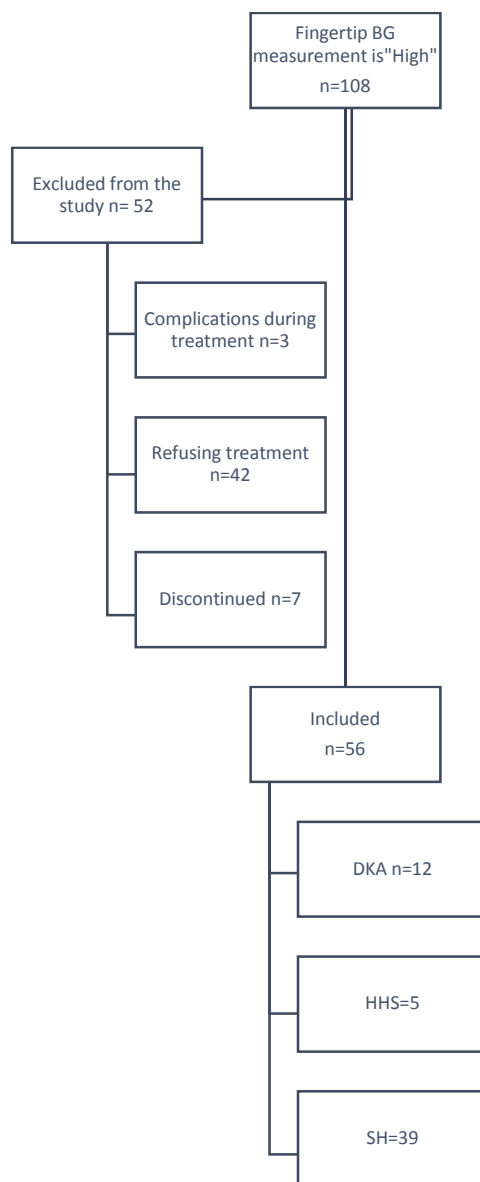 Fingertip BG
measurement is"High"
n=108
Excluded from the
study n= 52
Complications during
treatment n=3
Refusing treatment
n=42
Discontinued n=7
Included
n=56
DKA n=12
HHS=5
SH=39